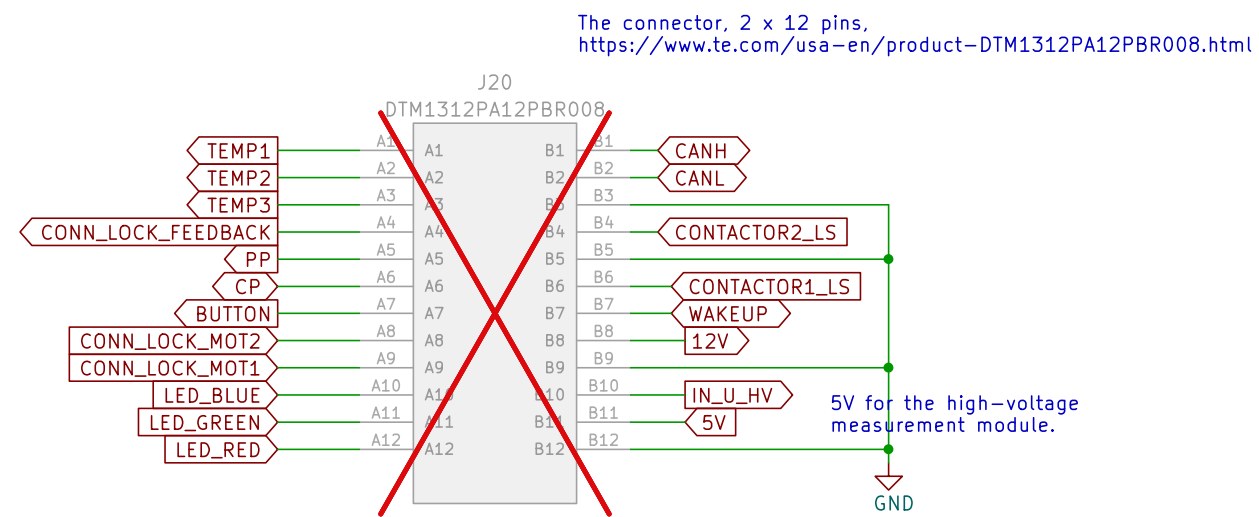 The connector, 2 x 12 pins,
https://www.te.com/usa-en/product-DTM1312PA12PBR008.html
J20
DTM1312PA12PBR008
TEMP1 A1 A1 B1 B1 CANH
TEMP2 A2 A2 B2 B2 CANL
TEMP3 A3 A3 B3 B3
CONN_LOCK_FEEDBACK A4 A4 B4 B4 CONTACTOR2_LS
PP A5 A5 B5 B5
CP A6 A6 B6 B6 CONTACTOR1_LS
BUTTON A7 A7 B7 B7 WAKEUP
CONN_LOCK_MOT2 A8 A8 B8 B8 12V
CONN_LOCK_MOT1 A9 A9 B9 B9
LED_BLUE A10 A10 B10 B10 IN_U_HV
LED_GREEN A11 A11 B11 B11 5V
LED_RED A12 A12 B12 B12
5V for the high-voltage
measurement module.
GND